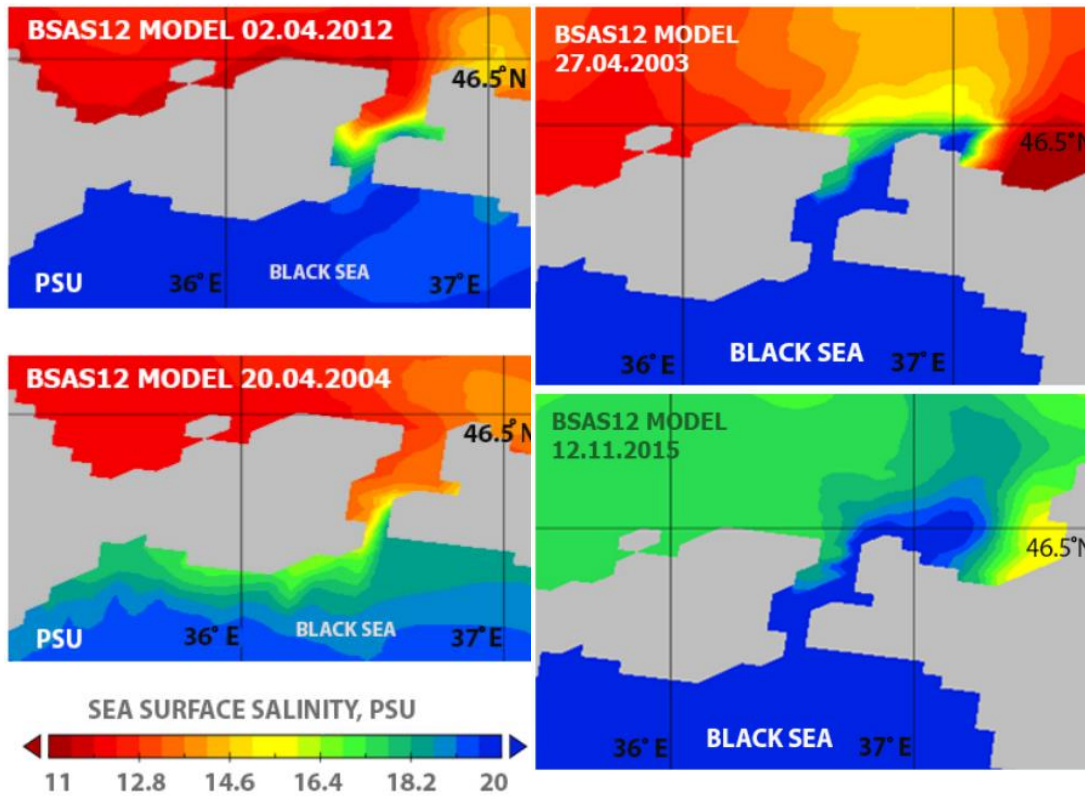 BSAS12 MODEL 02.04.2012
46.5°N
36°E
BLACK SEA
37°E
PSU
BSAS12 MODEL
27.04.2003
46.5°N
36°E
37°E
BLACK SEA
BSAS12 MODEL 20.04.2004
46.5°N
36°E
BLACK SEA
37°E
PSU
BSAS12 MODEL
12.11.2015
46.5°N
36°E
37°E
BLACK SEA
SEA SURFACE SALINITY, PSU
11 12.8 14.6 16.4 18.2 20